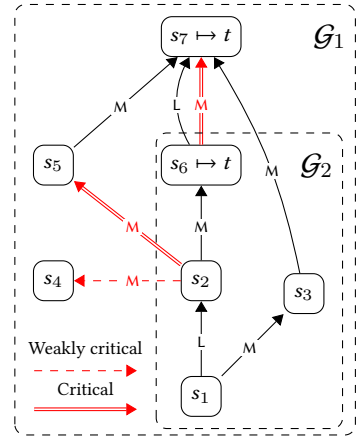 s₇ ↦ t
𝒢₁
M
L
M
s₅
s₆ ↦ t
𝒢₂
M
M
M
s₄
M
s₂
s₃
Weakly critical
L
M
Critical
s₁